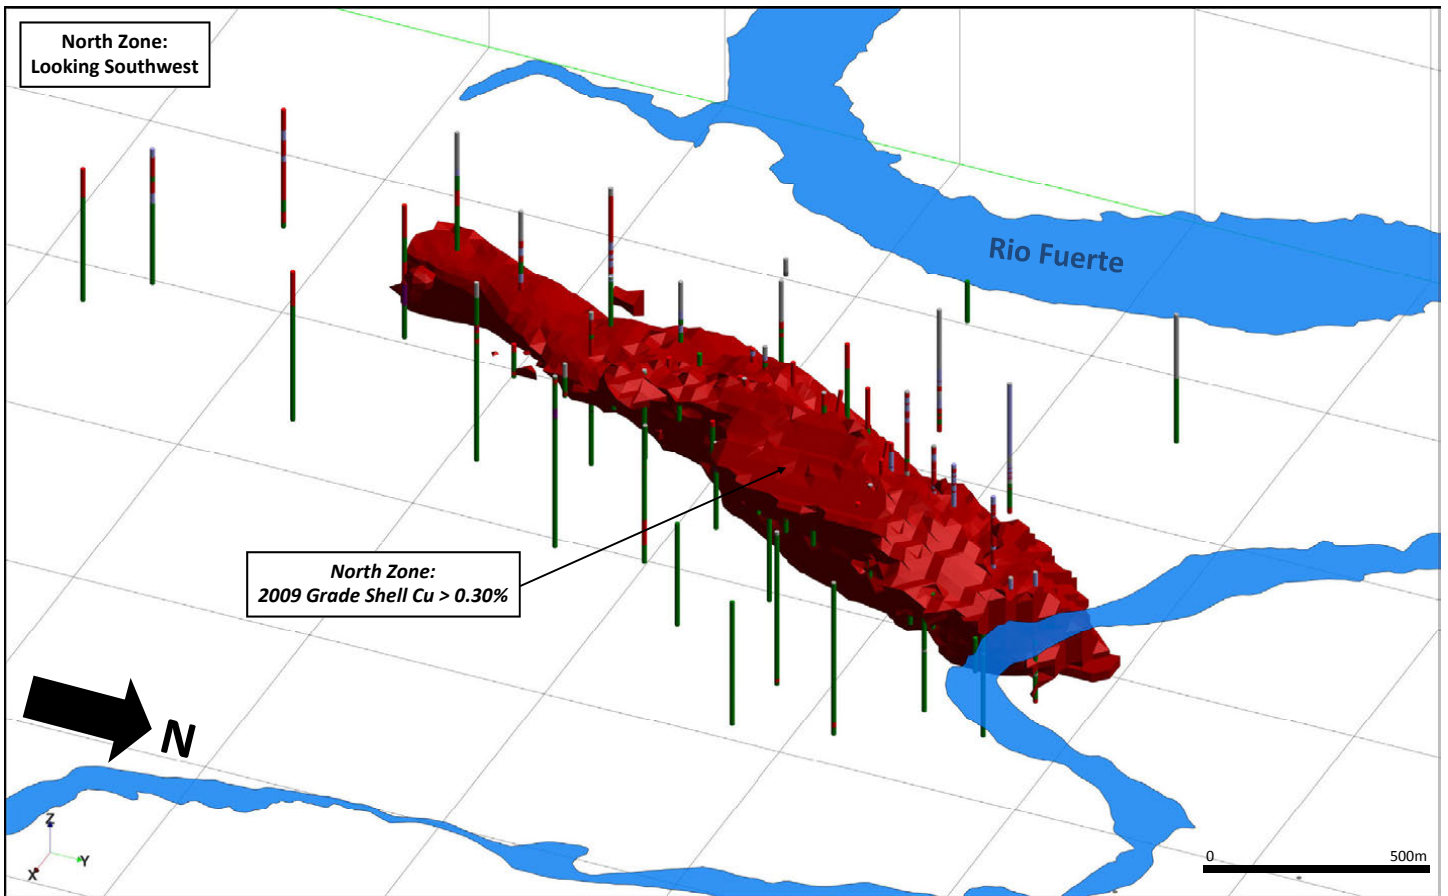 North Zone:
Looking Southwest
Rio Fuerte
North Zone:
2009 Grade Shell Cu > 0.30%
N
Z
Y
X
0 500m